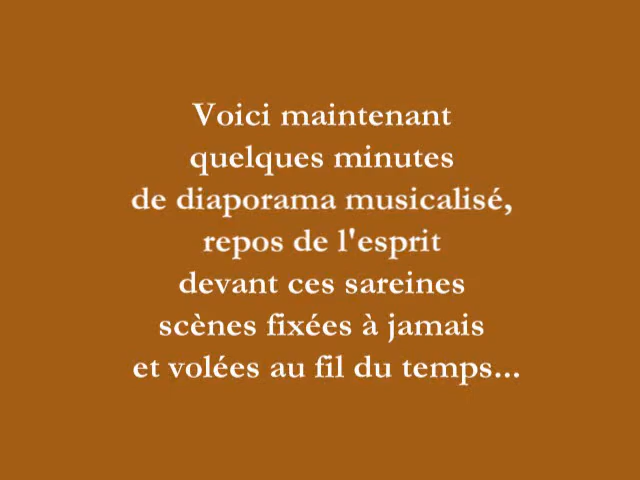 Voici maintenant
quelques minutes
de diaporama musicalisé,
repos de l'esprit
devant ces sareines
scènes fixées à jamais
et volées au fil du temps...